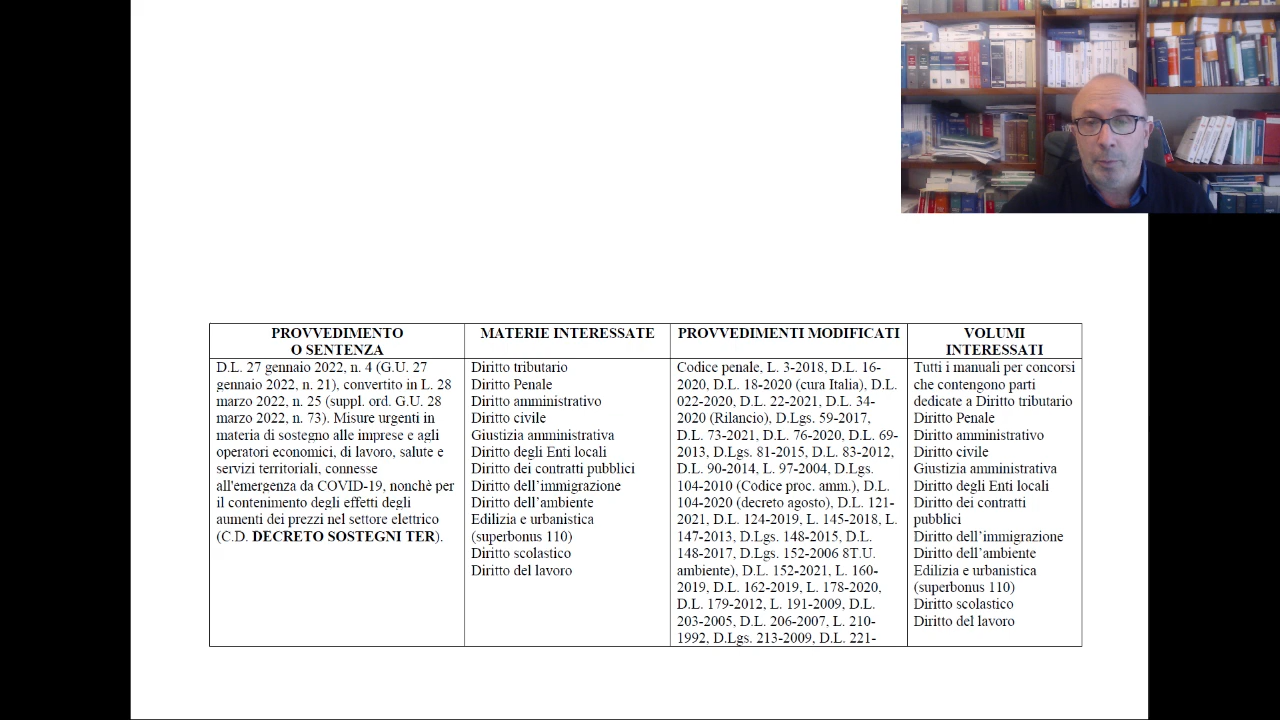 PROVVEDIMENTO
O SENTENZA
D.L. 27 gennaio 2022, n. 4 (G.U. 27
gennaio 2022, n. 21), convertito in L. 28
marzo 2022, n. 25 (suppl. ord. G.U. 28
marzo 2022, n. 73). Misure urgenti in
materia di sostegno alle imprese e agli
operatori economici, di lavoro, salute e
servizi territoriali, connesse
all'emergenza da COVID-19, nonchè per
il contenimento degli effetti degli
aumenti dei prezzi nel settore elettrico
(C.D. DECRETO SOSTEGNI TER).
MATERIE INTERESSATE
Diritto tributario
Diritto Penale
Diritto amministrativo
Diritto civile
Giustizia amministrativa
Diritto degli Enti locali
Diritto dei contratti pubblici
Diritto dell'immigrazione
Diritto dell'ambiente
Edilizia e urbanistica
(superbonus 110)
Diritto scolastico
Diritto del lavoro
PROVVEDIMENTI MODIFICATI
Codice penale, L. 3-2018, D.L. 16-
2020, D.L. 18-2020 (cura Italia), D.L.
022-2020, D.L. 22-2021, D.L. 34-
2020 (Rilancio), D.Lgs. 59-2017,
D.L. 73-2021, D.L. 76-2020, D.L. 69-
2013, D.Lgs. 81-2015, D.L. 83-2012,
D.L. 90-2014, L. 97-2004, D.Lgs.
104-2010 (Codice proc. amm.), D.L.
104-2020 (decreto agosto), D.L. 121-
2021, D.L. 124-2019, L. 145-2018, L.
147-2013, D.Lgs. 148-2015, D.L.
148-2017, D.Lgs. 152-2006 8T.U.
ambiente), D.L. 152-2021, L. 160-
2019, D.L. 162-2019, L. 178-2020,
D.L. 179-2012, L. 191-2009, D.L.
203-2005, D.L. 206-2007, L. 210-
1992, D.Lgs. 213-2009, D.L. 221-
VOLUMI
INTERESSATI
Tutti i manuali per concorsi
che contengono parti
dedicate a Diritto tributario
Diritto Penale
Diritto amministrativo
Diritto civile
Giustizia amministrativa
Diritto degli Enti locali
Diritto dei contratti
pubblici
Diritto dell'immigrazione
Diritto dell'ambiente
Edilizia e urbanistica
(superbonus 110)
Diritto scolastico
Diritto del lavoro